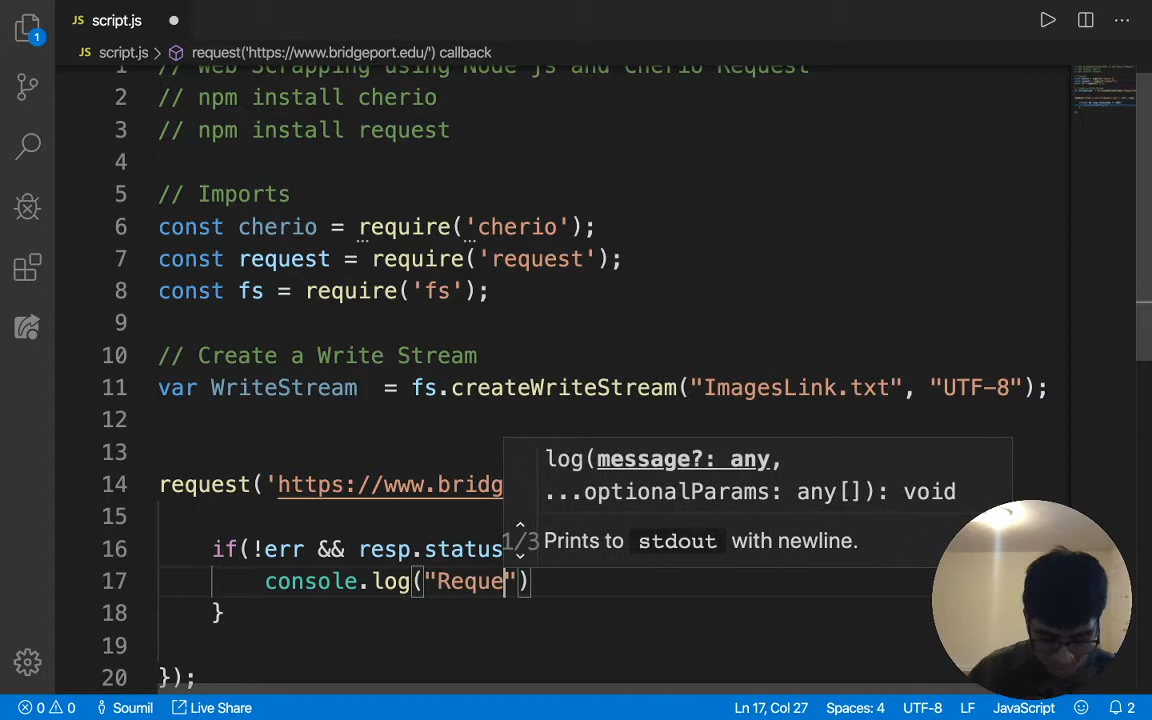 JS script.js
JS script.js > request('https://www.bridgeport.edu/') callback
1 // Web Scrapping using Node js and Cherio Request
2 // npm install cherio
3 // npm install request
4
5 // Imports
6 const cherio = require('cherio');
7 const request = require('request');
8 const fs = require('fs');
9
10 // Create a Write Stream
11 var WriteStream = fs.createWriteStream("ImagesLink.txt", "UTF-8");
12
13
log(message?: any,
14 request('https://www.bridg
...optionalParams: any[]): void
15
1/3 Prints to stdout with newline.
16 if(!err && resp.status
17 console.log("Reque")
18 }
19
20 });
1
0 0 Soumil Live Share Ln 17, Col 27 Spaces: 4 UTF-8 LF JavaScript 2